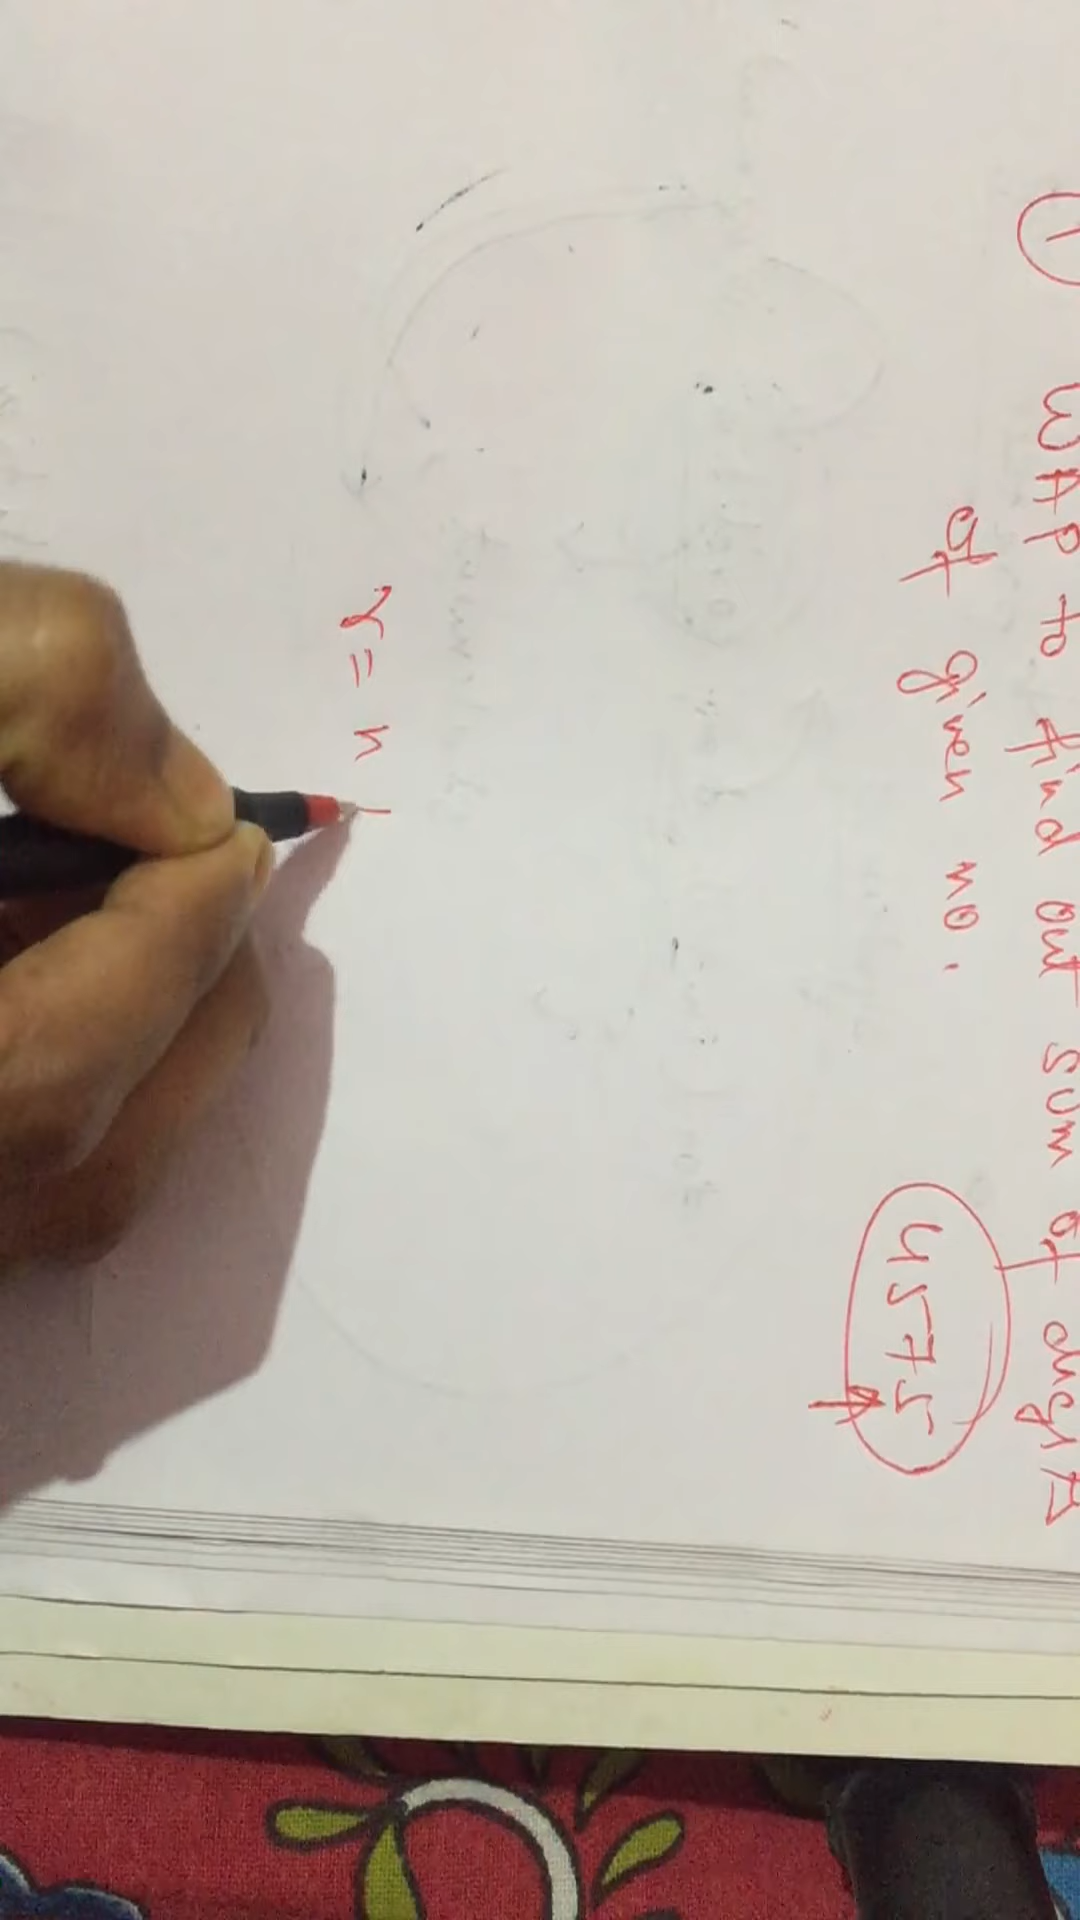 ① WAP to find out sum of digits
of given no.
4575
r = n